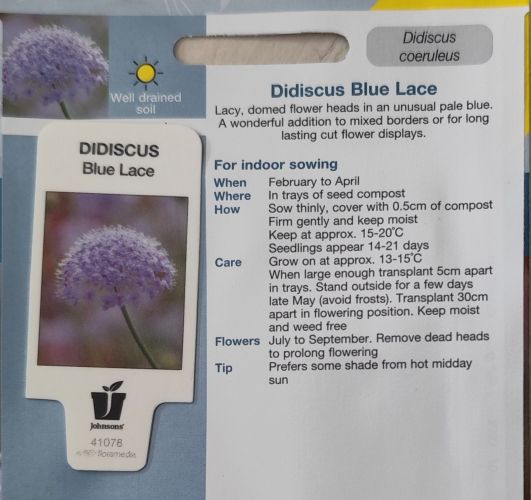 Well drained
soil
DIDISCUS
Blue Lace
Johnsons®
41078
floramedia
Didiscus
coeruleus
Didiscus Blue Lace
Lacy, domed flower heads in an unusual pale blue.
A wonderful addition to mixed borders or for long
lasting cut flower displays.
For indoor sowing
When February to April
Where In trays of seed compost
How Sow thinly, cover with 0.5cm of compost
Firm gently and keep moist
Keep at approx. 15-20°C
Seedlings appear 14-21 days
Care Grow on at approx. 13-15°C
When large enough transplant 5cm apart
in trays. Stand outside for a few days
late May (avoid frosts). Transplant 30cm
apart in flowering position. Keep moist
and weed free
Flowers July to September. Remove dead heads
to prolong flowering
Tip Prefers some shade from hot midday
sun